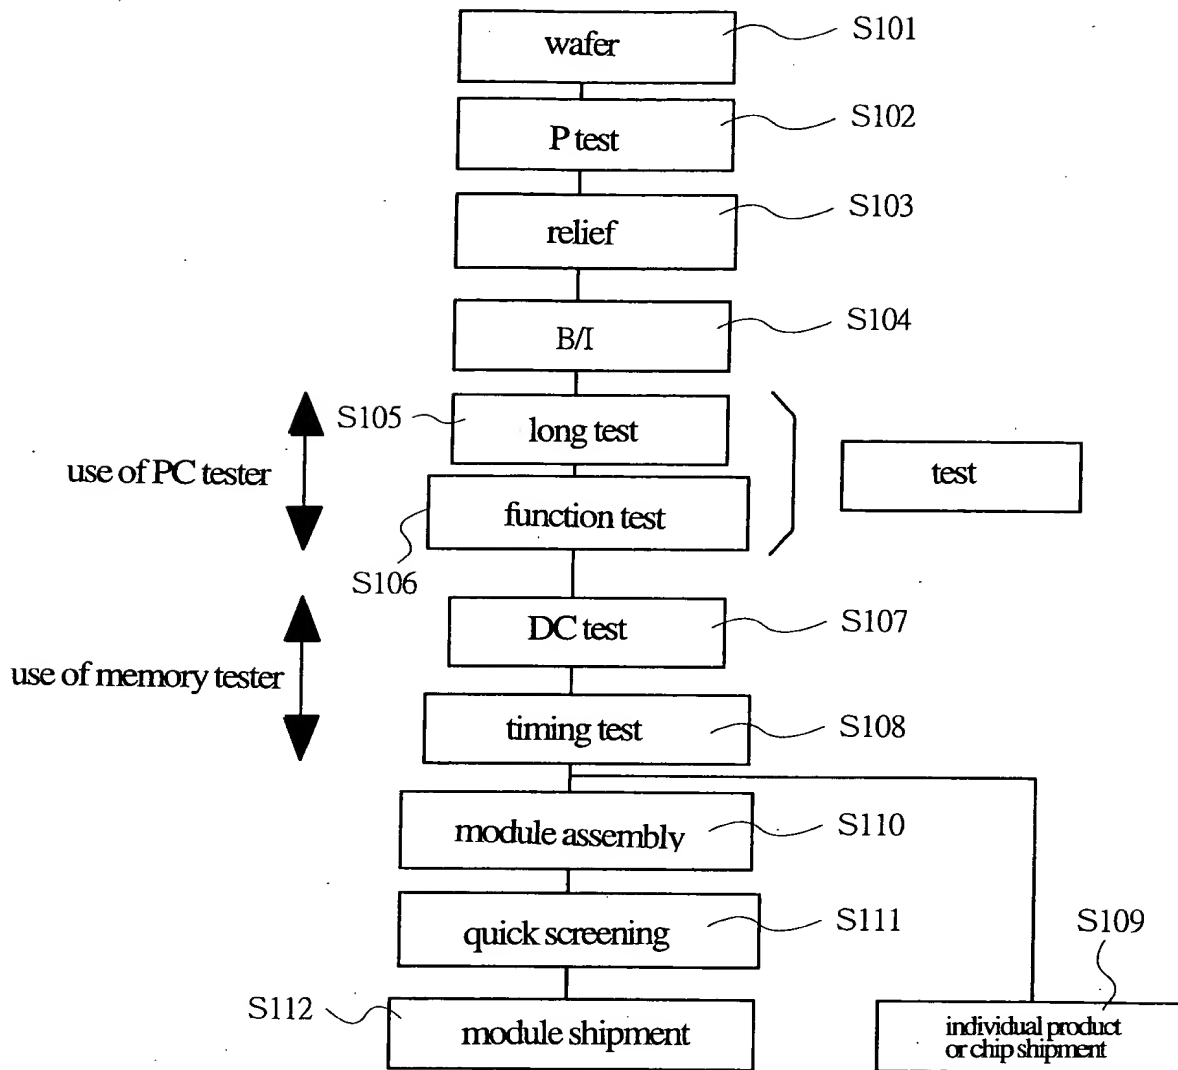 wafer
S101
P test
S102
relief
S103
B/I
S104
S105
long test
use of PC tester
test
function test
S106
DC test
S107
use of memory tester
timing test
S108
module assembly
S110
quick screening
S111
S109
S112
module shipment
individual product
or chip shipment